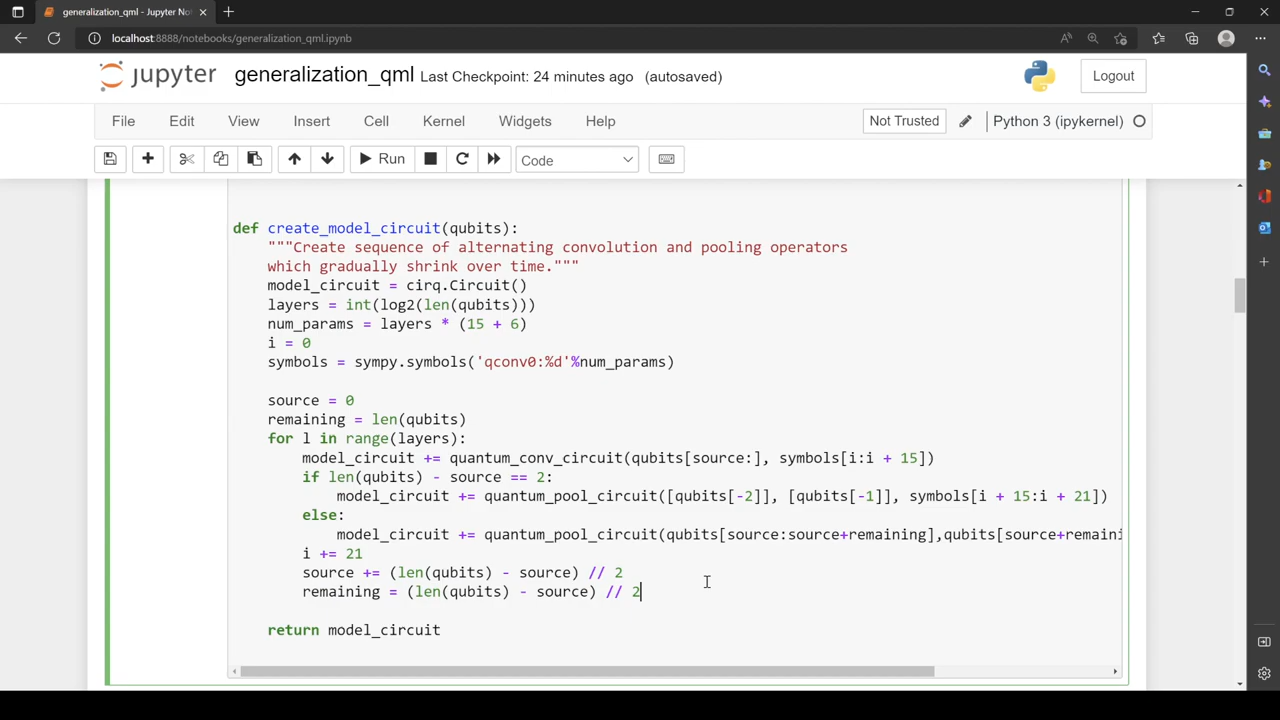 generalization_qml - Jupyter No
localhost:8888/notebooks/generalization_qml.ipynb
jupyter generalization_qml Last Checkpoint: 24 minutes ago (autosaved)
Logout
File Edit View Insert Cell Kernel Widgets Help
Not Trusted
Python 3 (ipykernel)
Run
Code
def create_model_circuit(qubits):
"""Create sequence of alternating convolution and pooling operators
which gradually shrink over time."""
model_circuit = cirq.Circuit()
layers = int(log2(len(qubits)))
num_params = layers * (15 + 6)
i = 0
symbols = sympy.symbols('qconv0:%d'%num_params)
source = 0
remaining = len(qubits)
for l in range(layers):
model_circuit += quantum_conv_circuit(qubits[source:], symbols[i:i + 15])
if len(qubits) - source == 2:
model_circuit += quantum_pool_circuit([qubits[-2]], [qubits[-1]], symbols[i + 15:i + 21])
else:
model_circuit += quantum_pool_circuit(qubits[source:source+remaining],qubits[source+remaini
i += 21
source += (len(qubits) - source) // 2
remaining = (len(qubits) - source) // 2
return model_circuit